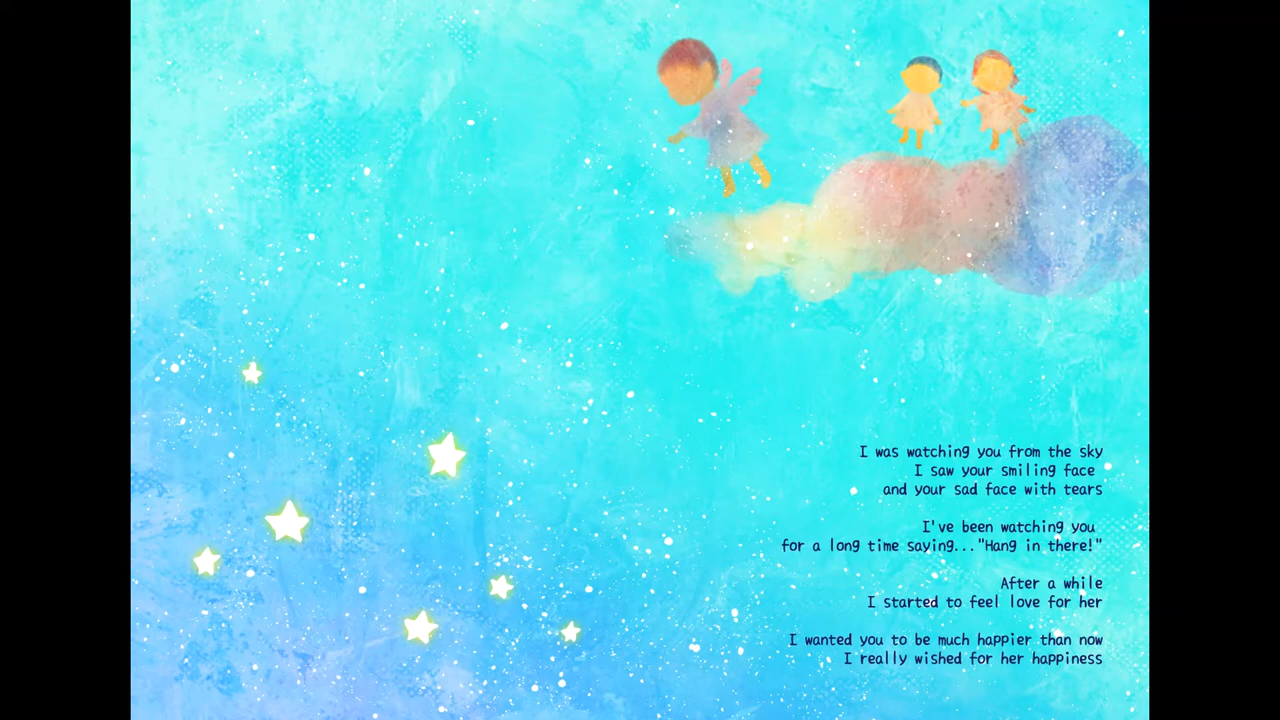 I was watching you from the sky
I saw your smiling face
and your sad face with tears
I've been watching you
for a long time saying..."Hang in there!"
After a while
I started to feel love for her
I wanted you to be much happier than now
I really wished for her happiness